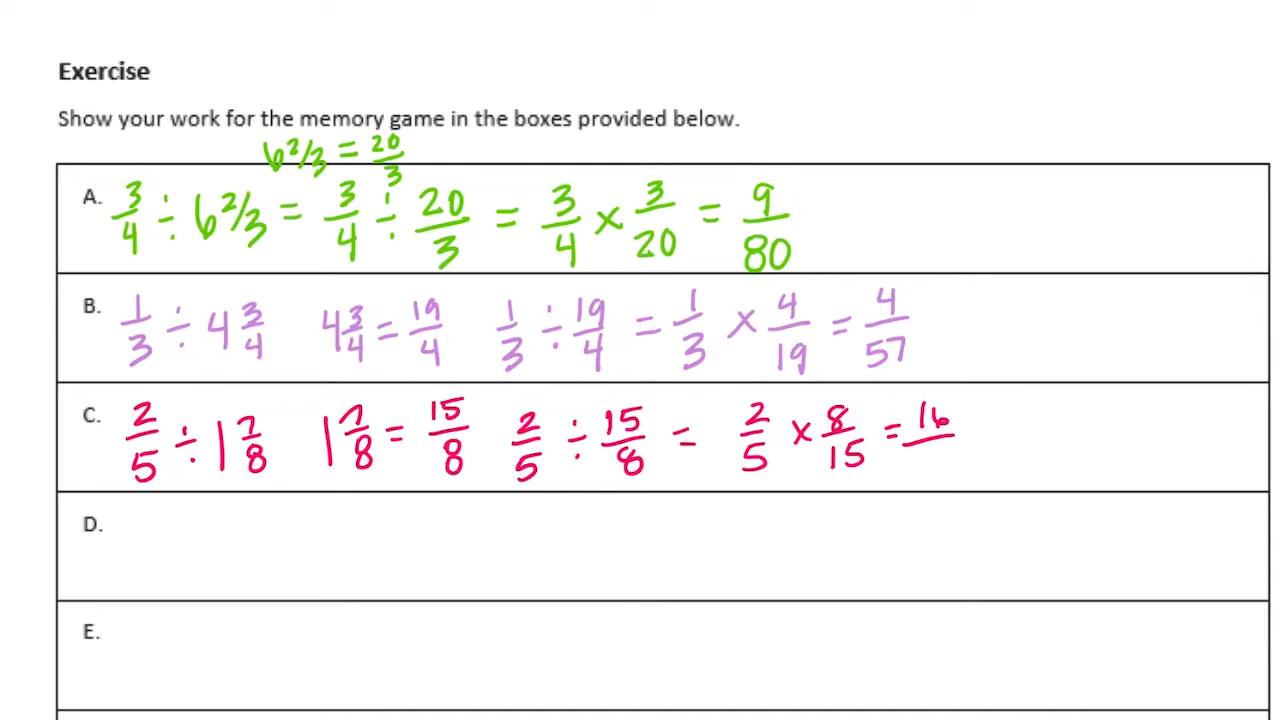 Exercise
Show your work for the memory game in the boxes provided below.
6 2/3 = 20/3
A. 3/4 ÷ 6 2/3 = 3/4 ÷ 20/3 = 3/4 × 3/20 = 9/80
B. 1/3 ÷ 4 3/4 4 3/4 = 19/4 1/3 ÷ 19/4 = 1/3 × 4/19 = 4/57
C. 2/5 ÷ 1 7/8 1 7/8 = 15/8 2/5 ÷ 15/8 = 2/5 × 8/15 = 16/
D.
E.